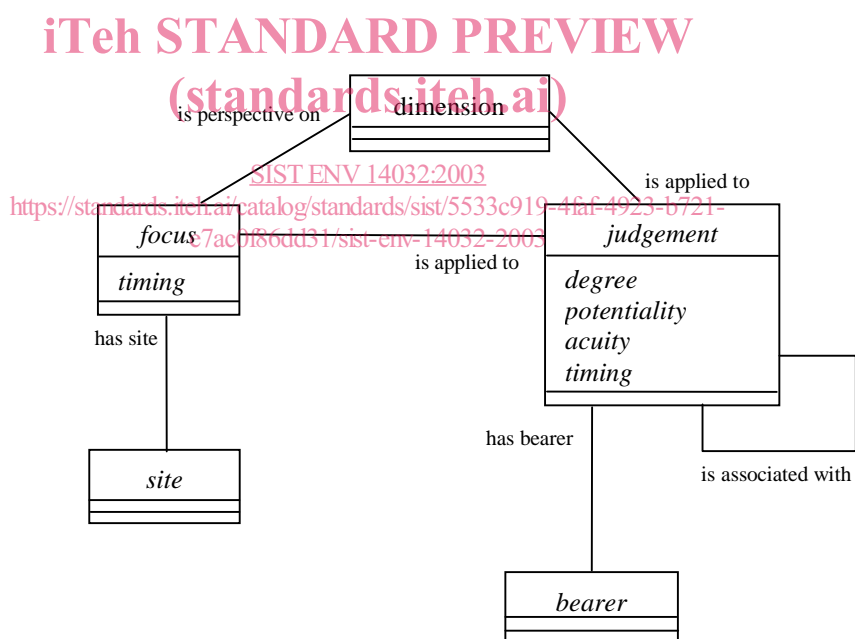 iTeh STANDARD PREVIEW
(standards.iteh.ai)
dimension
is perspective on
SIST ENV 14032:2003
is applied to
https://standards.iteh.ai/catalog/standards/sist/5533c919-4faf-4923-b721-
e7ac0f86dd31/sist-env-14032-2003
focus
judgement
is applied to
timing
degree
potentiality
acuity
timing
has site
has bearer
is associated with
site
bearer